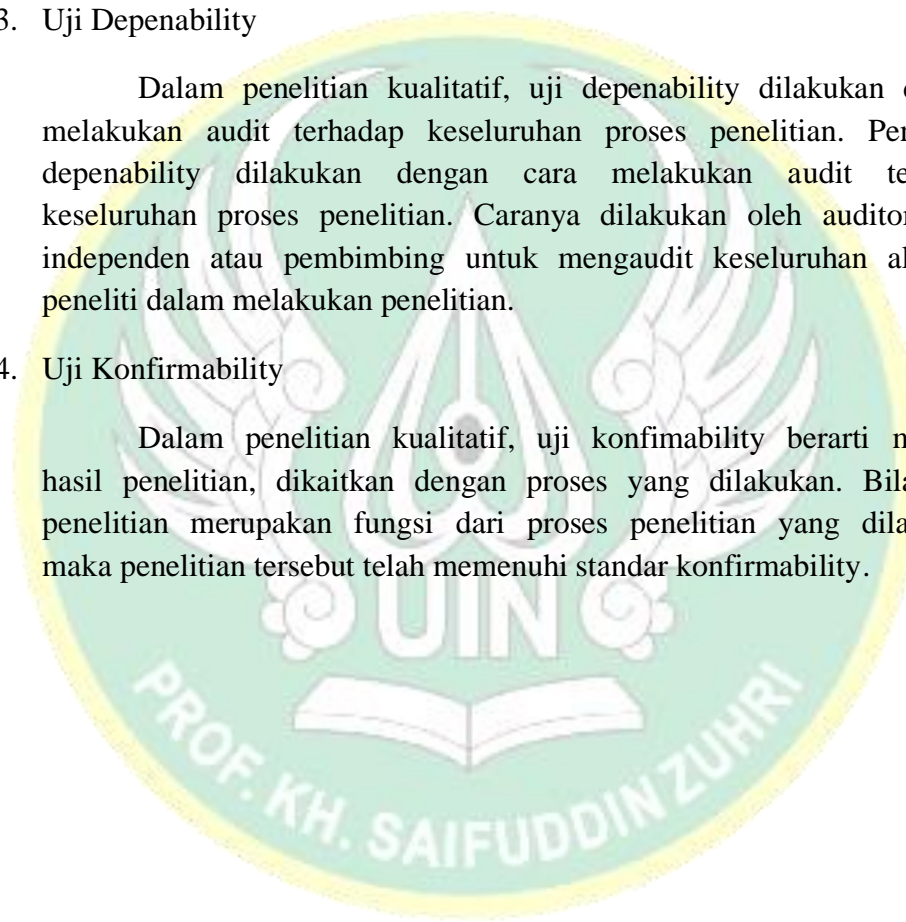 3. Uji Depenability
Dalam penelitian kualitatif, uji depenability dilakukan
melakukan audit terhadap keseluruhan proses penelitian.
depenability dilakukan dengan cara melakukan audit
keseluruhan proses penelitian. Caranya dilakukan oleh auditor
independen atau pembimbing untuk mengaudit keseluruhan
peneliti dalam melakukan penelitian.
4. Uji Konfirmability
Dalam penelitian kualitatif, uji konfimability berarti
hasil penelitian, dikaitkan dengan proses yang dilakukan.
penelitian merupakan fungsi dari proses penelitian yang
maka penelitian tersebut telah memenuhi standar konfirmability.
UIN
PROF. KH. SAIFUDDIN ZUHRI